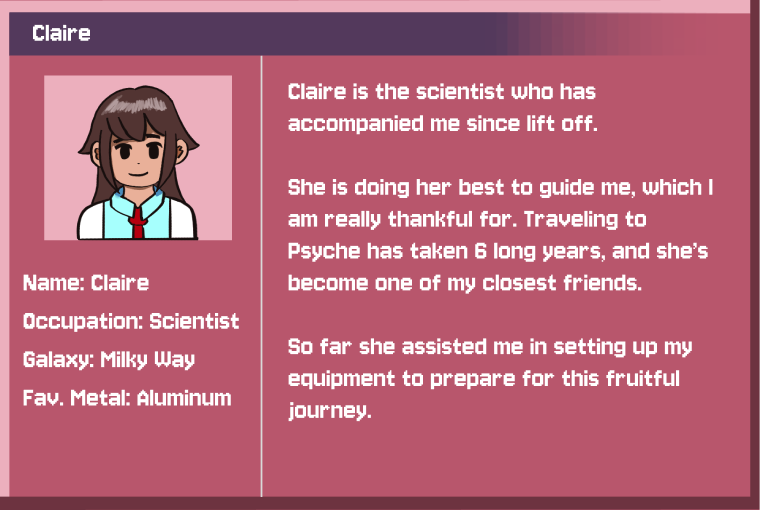 Claire
Name: Claire
Occupation: Scientist
Galaxy: Milky Way
Fav. Metal: Aluminum
Claire is the scientist who has
accompanied me since lift off.
She is doing her best to guide me, which I
am really thankful for. Traveling to
Psyche has taken 6 long years, and she's
become one of my closest friends.
So far she assisted me in setting up my
equipment to prepare for this fruitful
journey.